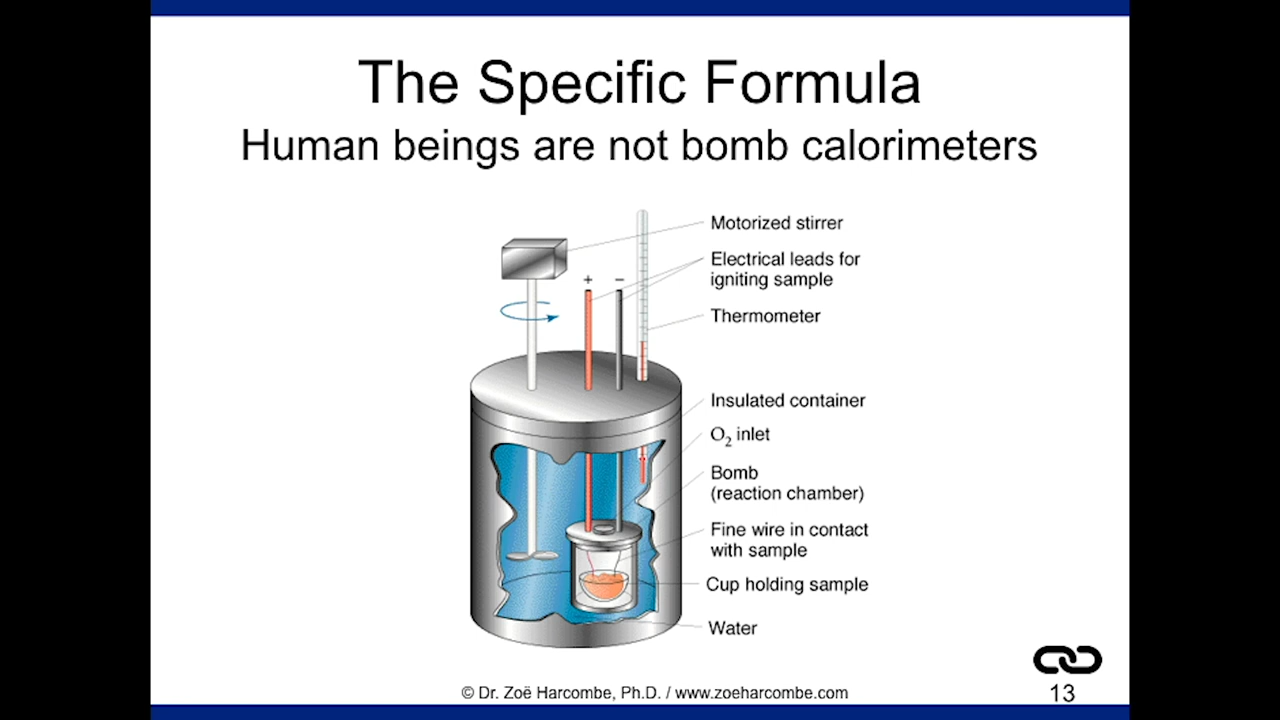 The Specific Formula
Human beings are not bomb calorimeters
Motorized stirrer
Electrical leads for
igniting sample
+ −
Thermometer
Insulated container
O₂ inlet
Bomb
(reaction chamber)
Fine wire in contact
with sample
Cup holding sample
Water
© Dr. Zoë Harcombe, Ph.D. / www.zoeharcombe.com
13